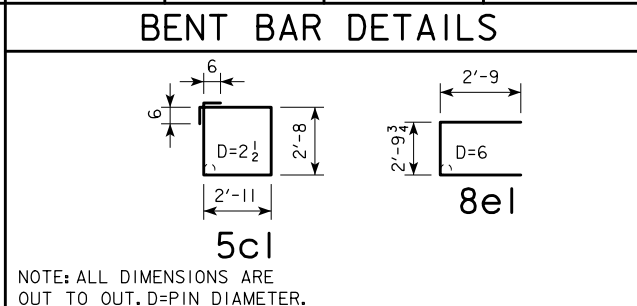 BENT BAR DETAILS
6
6
D=2½
2'-8
2'-11
5c1
2'-9
2'-9¾
D=6
8e1
NOTE: ALL DIMENSIONS ARE
OUT TO OUT. D=PIN DIAMETER.